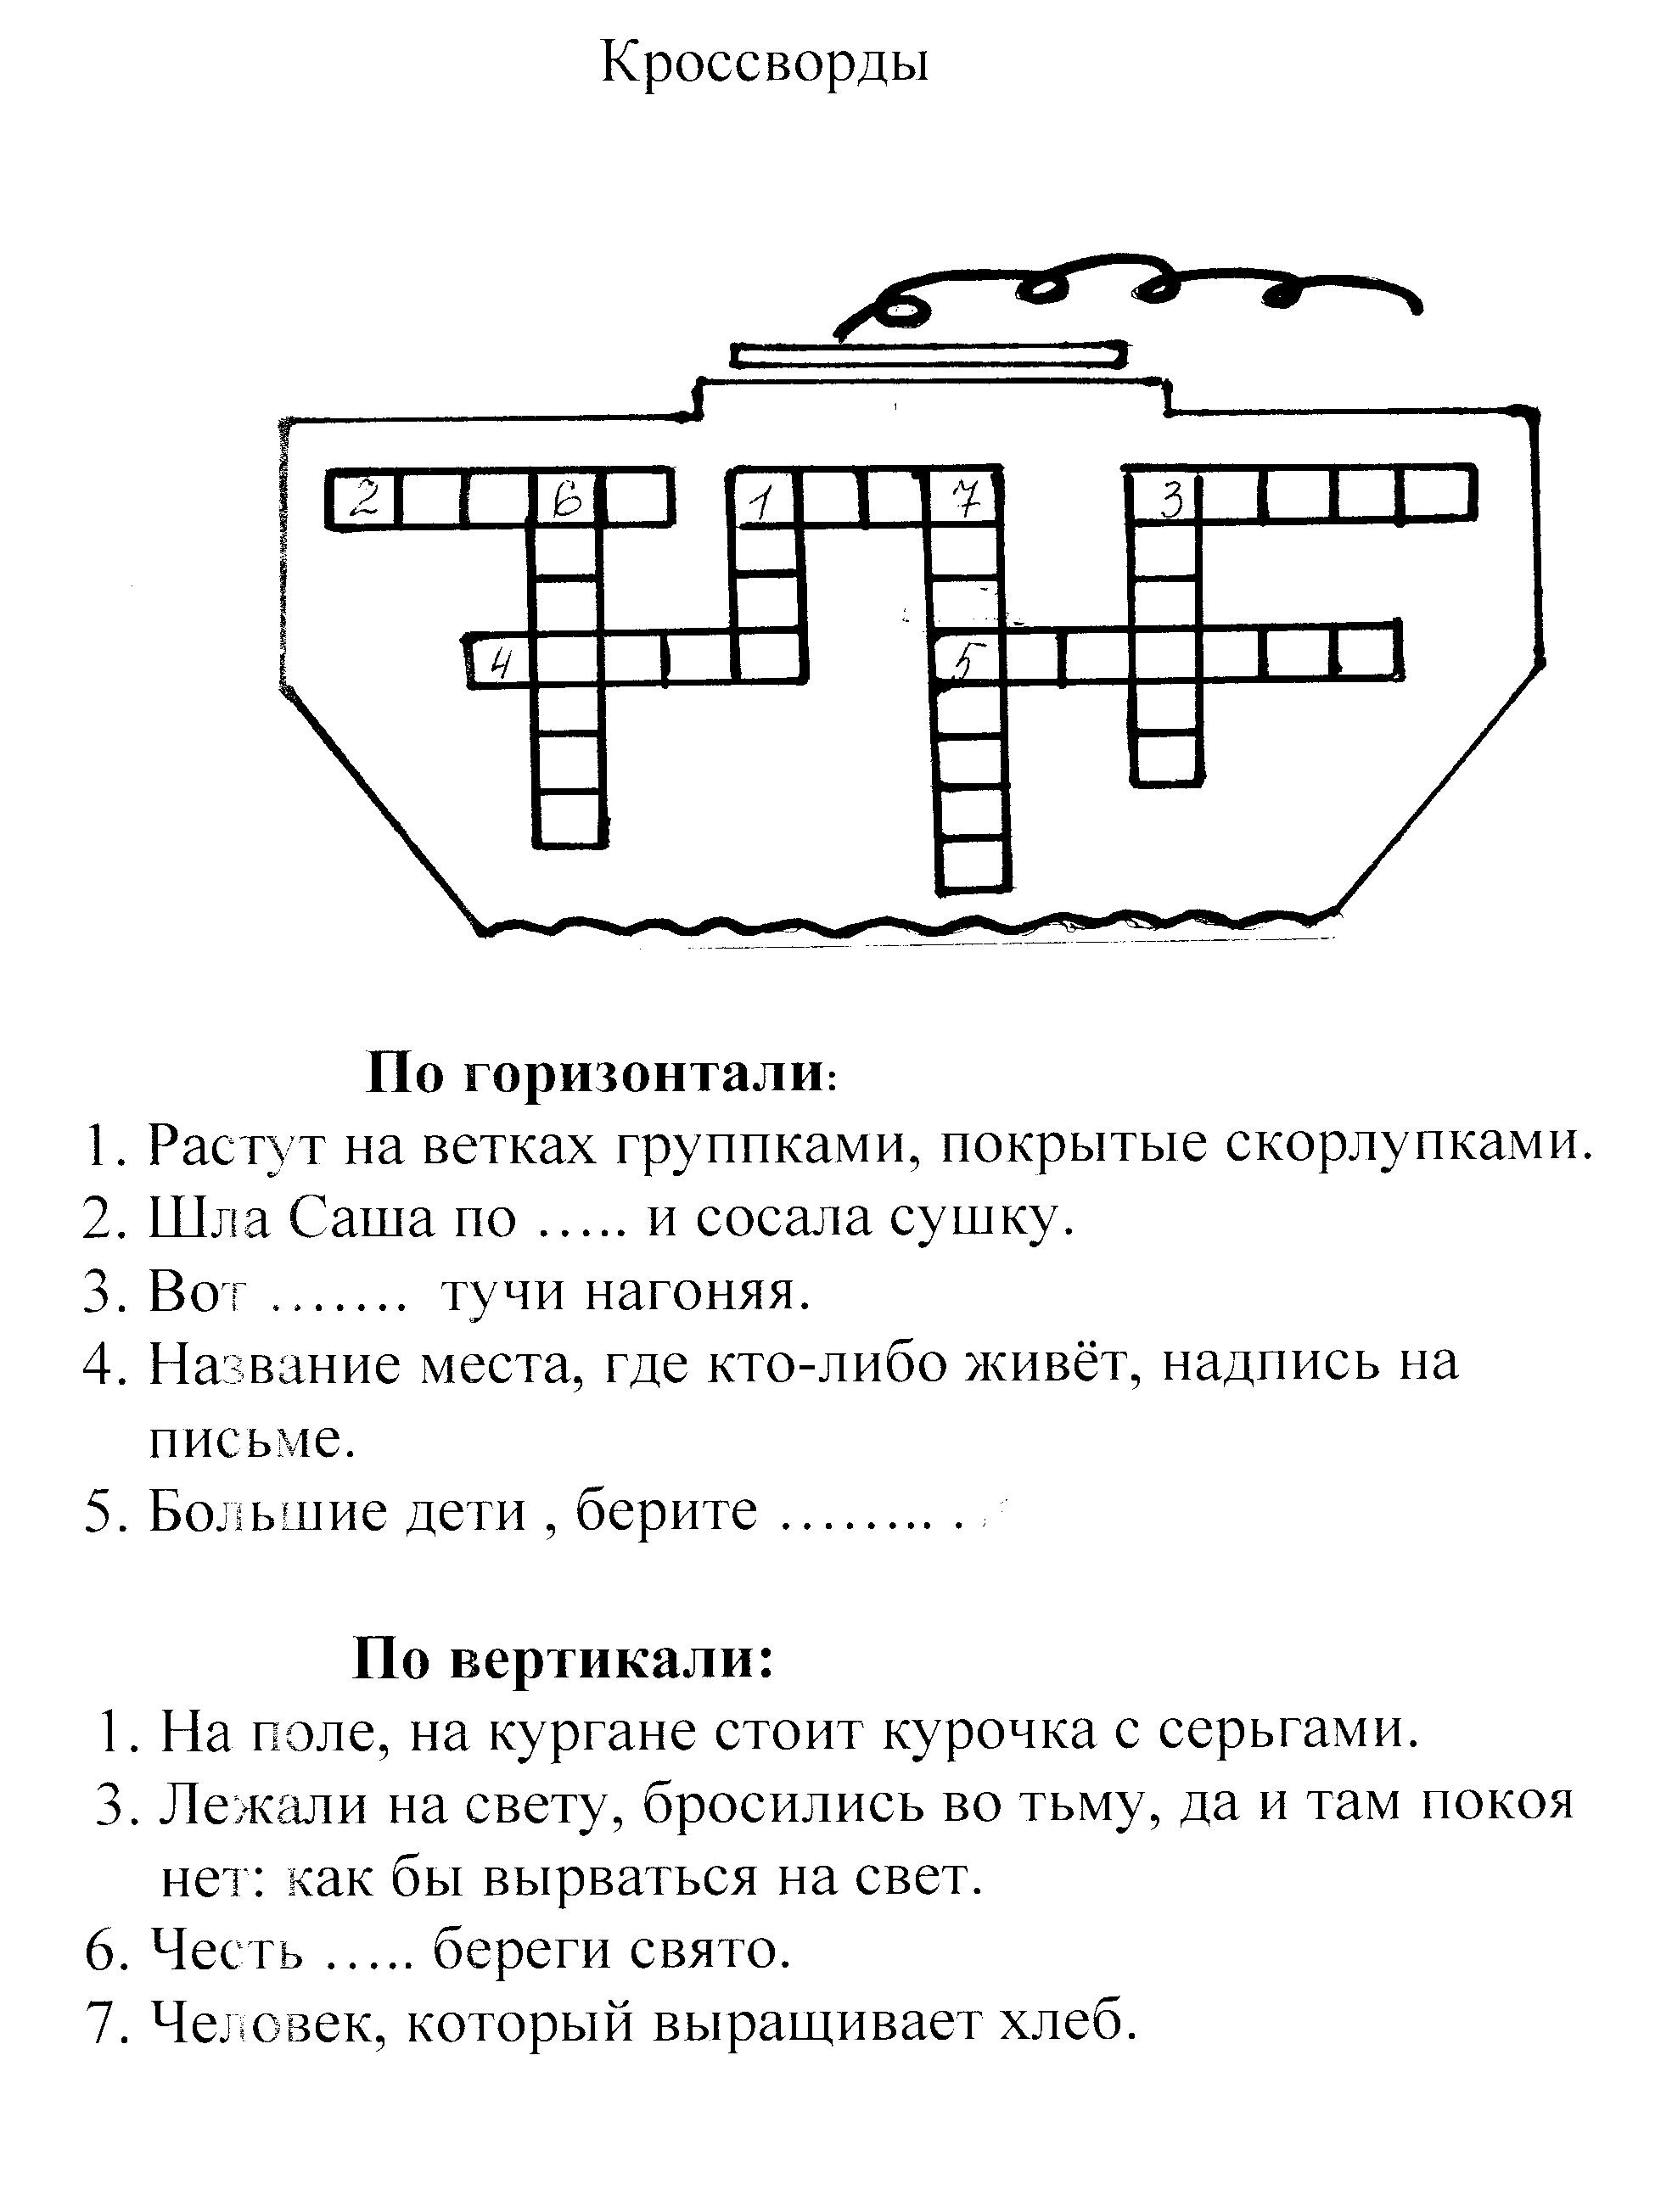 Кроссворды
2 6 1 7 3
4 5
По горизонтали:
1. Растут на ветках группками, покрытые скорлупками.
2. Шла Саша по ….. и сосала сушку.
3. Вот ……. тучи нагоняя.
4. Название места, где кто-либо живёт, надпись на
письме.
5. Большие дети , берите …….. .
По вертикали:
1. На поле, на кургане стоит курочка с серьгами.
3. Лежали на свету, бросились во тьму, да и там покоя
нет: как бы вырваться на свет.
6. Честь ….. береги свято.
7. Человек, который выращивает хлеб.